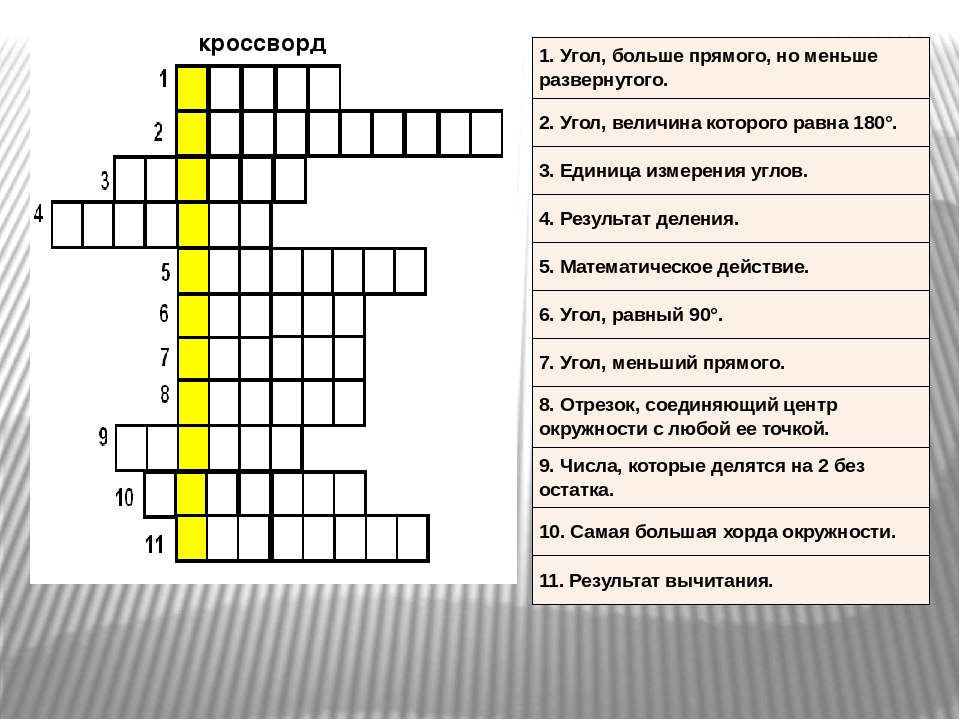 кроссворд
1
2
3
4
5
6
7
8
9
10
11
1. Угол, больше прямого, но меньше
развернутого.
2. Угол, величина которого равна 180°.
3. Единица измерения углов.
4. Результат деления.
5. Математическое действие.
6. Угол, равный 90°.
7. Угол, меньший прямого.
8. Отрезок, соединяющий центр
окружности с любой ее точкой.
9. Числа, которые делятся на 2 без
остатка.
10. Самая большая хорда окружности.
11. Результат вычитания.